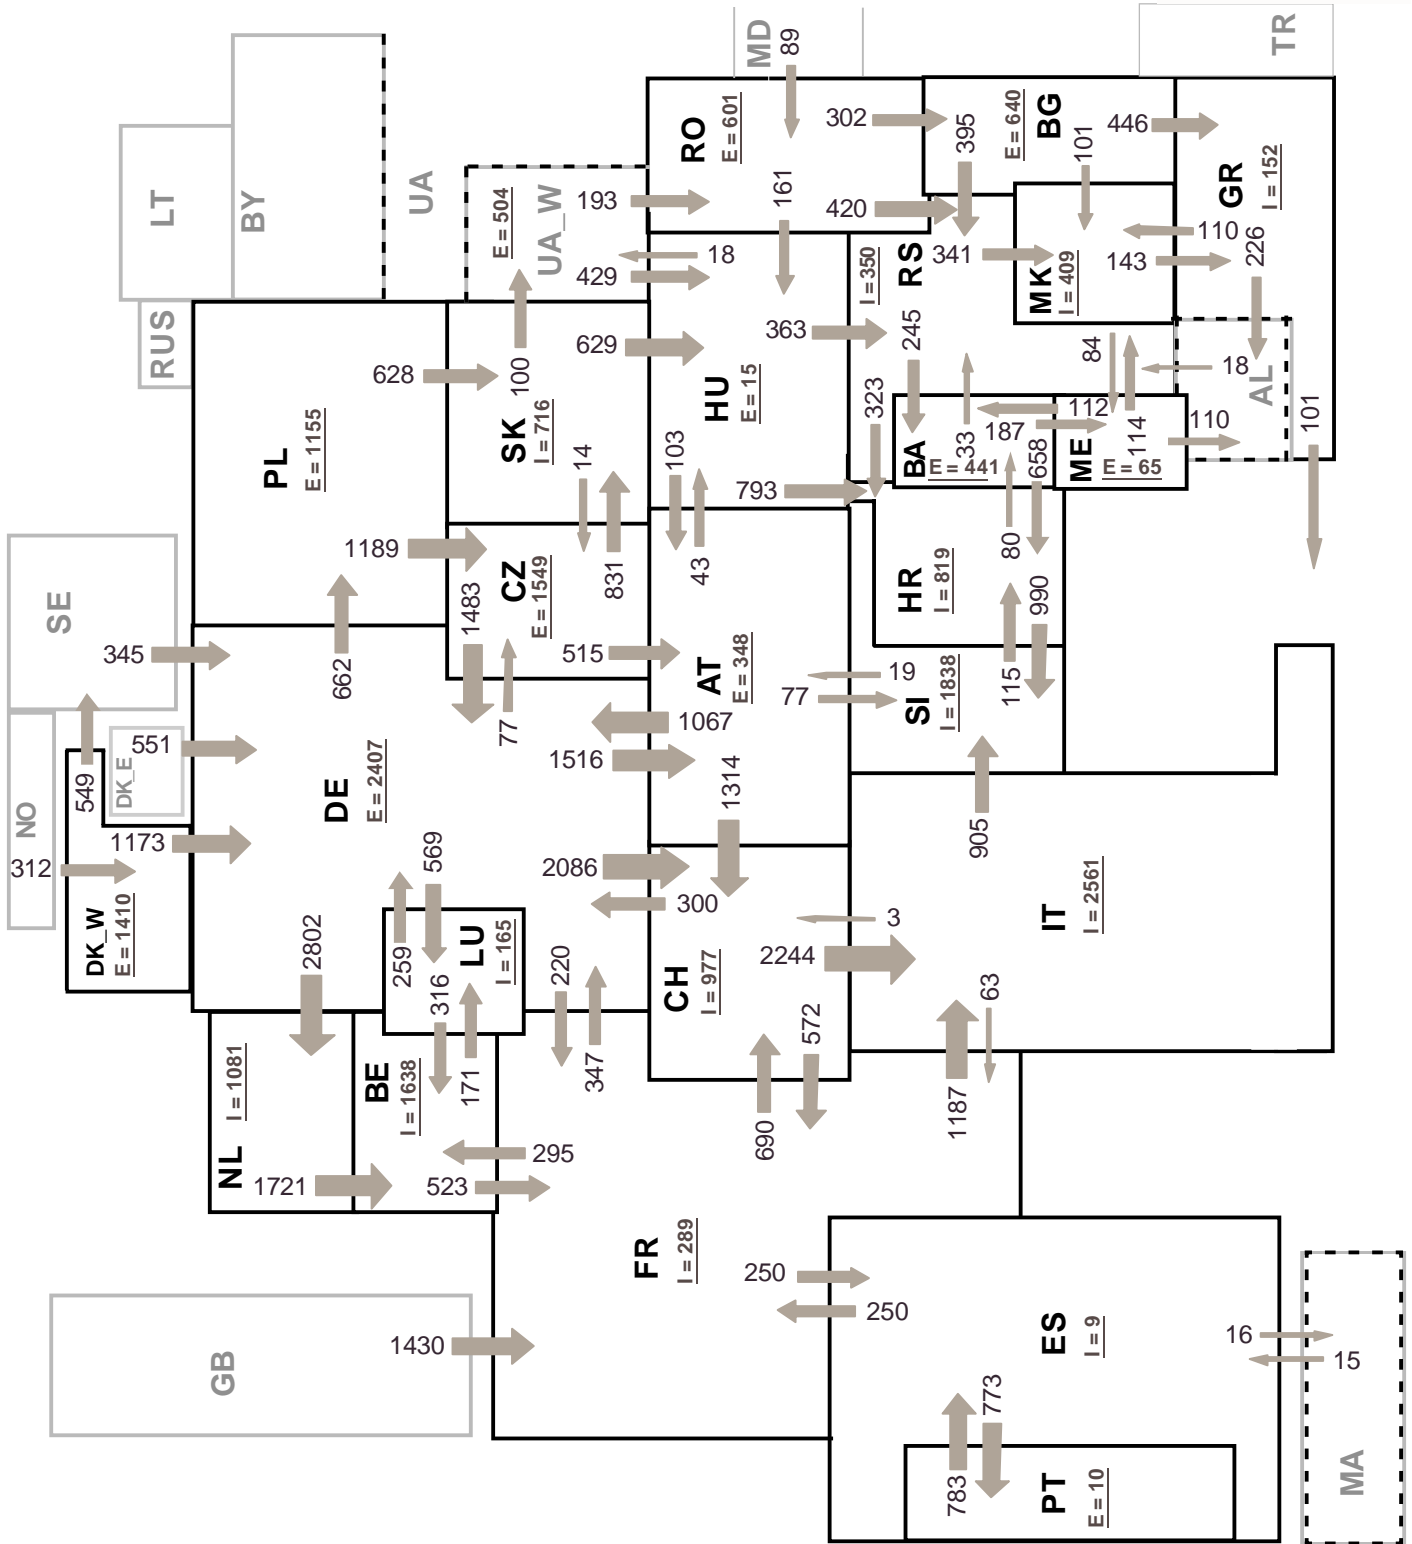 MD
89
TR
RO
E = 601
302
BG
E = 640
395
101
446
GR
I = 152
LT
BY
UA
UA_W
E = 504
193
161
420
18
429
RS
I = 350
341
MK
I = 409
110
143
226
RUS
PL
E = 1155
628
SK
I = 716
100
629
HU
E = 15
363
245
84
18
AL
323
BA
E = 441
33
187
112
658
ME
E = 65
114
110
101
14
831
103
43
793
SE
345
1189
CZ
E = 1549
1483
662
77
515
AT
E = 348
HR
I = 819
80
990
115
19
77
SI
I = 1838
NO
312
549
DK_E
551
1173
DK_W
E = 1410
DE
E = 2407
1067
1516
1314
905
569
259
2086
300
2802
LU
I = 165
316
171
220
347
CH
I = 977
3
2244
572
690
IT
I = 2561
63
1187
NL
I = 1081
1721
BE
I = 1638
295
523
FR
I = 289
250
250
GB
1430
ES
I = 9
16
15
MA
783
773
PT
E = 10